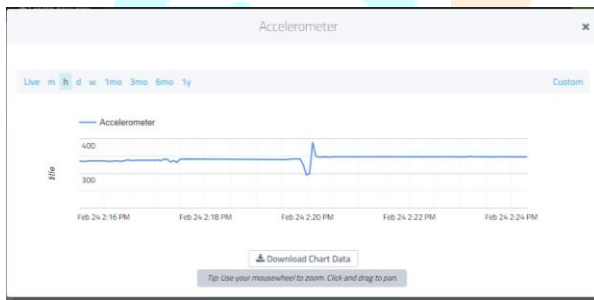 Accelerometer ×
Live m h d w 1mo 3mo 6mo 1y Custom
Accelerometer
400
title
300
Feb 24 2:16 PM Feb 24 2:18 PM Feb 24 2:20 PM Feb 24 2:22 PM Feb 24 2:24 PM
Download Chart Data
Tip: Use your mousewheel to zoom. Click and drag to pan.